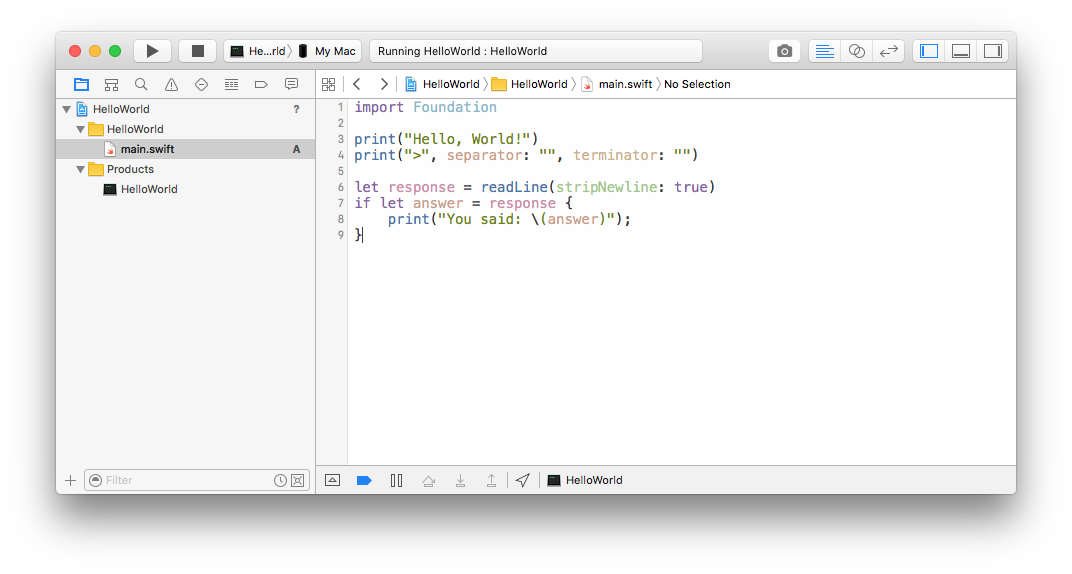 He...rld My Mac Running HelloWorld : HelloWorld
HelloWorld HelloWorld main.swift No Selection
HelloWorld ?
HelloWorld
main.swift A
Products
HelloWorld
1 import Foundation
2
3 print("Hello, World!")
4 print(">", separator: "", terminator: "")
5
6 let response = readLine(stripNewline: true)
7 if let answer = response {
8     print("You said: \(answer)");
9 }
Filter
HelloWorld